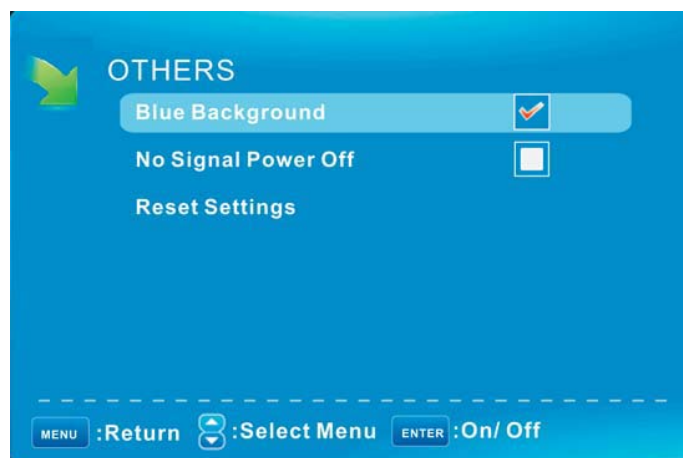 OTHERS
Blue Background
No Signal Power Off
Reset Settings
MENU :Return :Select Menu ENTER :On/ Off